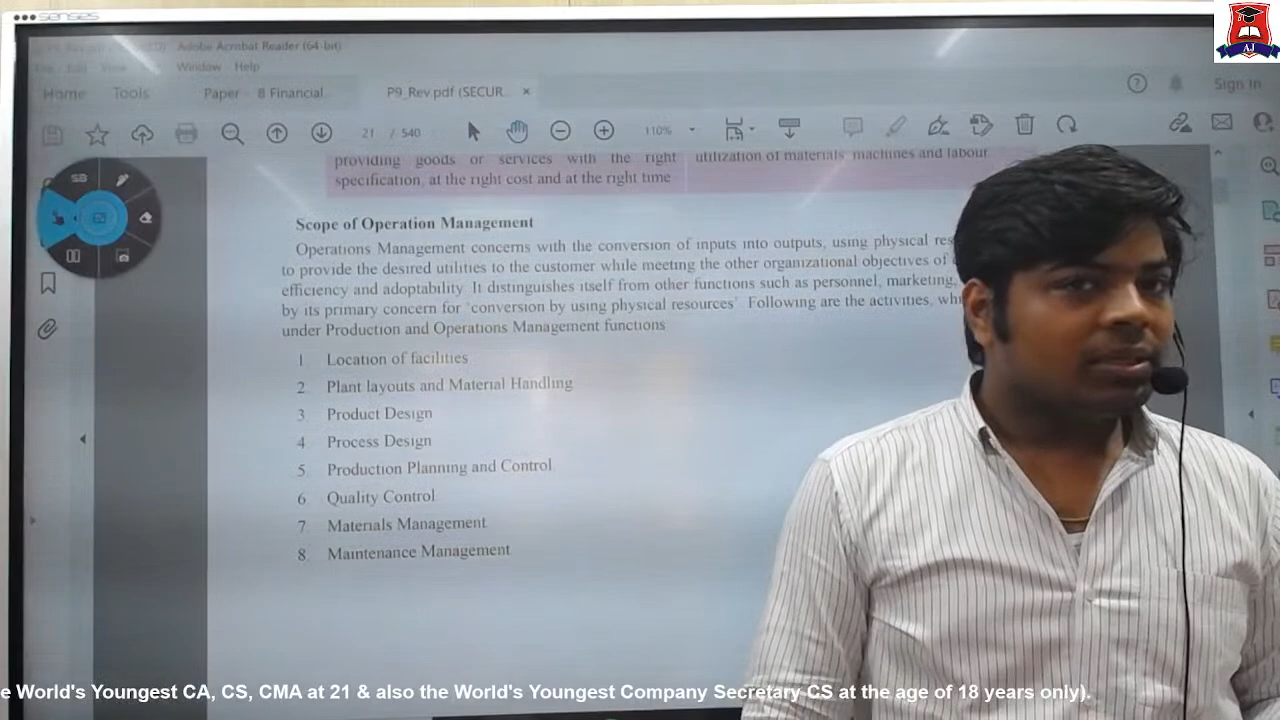 senses
Adobe Acrobat Reader (64-bit)
File Edit View Window Help
Home Tools Paper - 8 Financial. P9_Rev.pdf (SECUR... × Sign In
21 / 540 110%
providing goods or services with the right
specification, at the right cost and at the right time
utilization of materials, machines and labour.
SB
Scope of Operation Management
Operations Management concerns with the conversion of inputs into outputs, using physical
to provide the desired utilities to the customer while meeting the other organizational objectives of
efficiency and adoptability. It distinguishes itself from other functions such as personnel, marketing,
by its primary concern for 'conversion by using physical resources'. Following are the activities,
under Production and Operations Management functions
1. Location of facilities
2. Plant layouts and Material Handling
3. Product Design
4. Process Design
5. Production Planning and Control
6. Quality Control
7. Materials Management
8. Maintenance Management
AJ
e World's Youngest CA, CS, CMA at 21 & also the World's Youngest Company Secretary CS at the age of 18 years only).